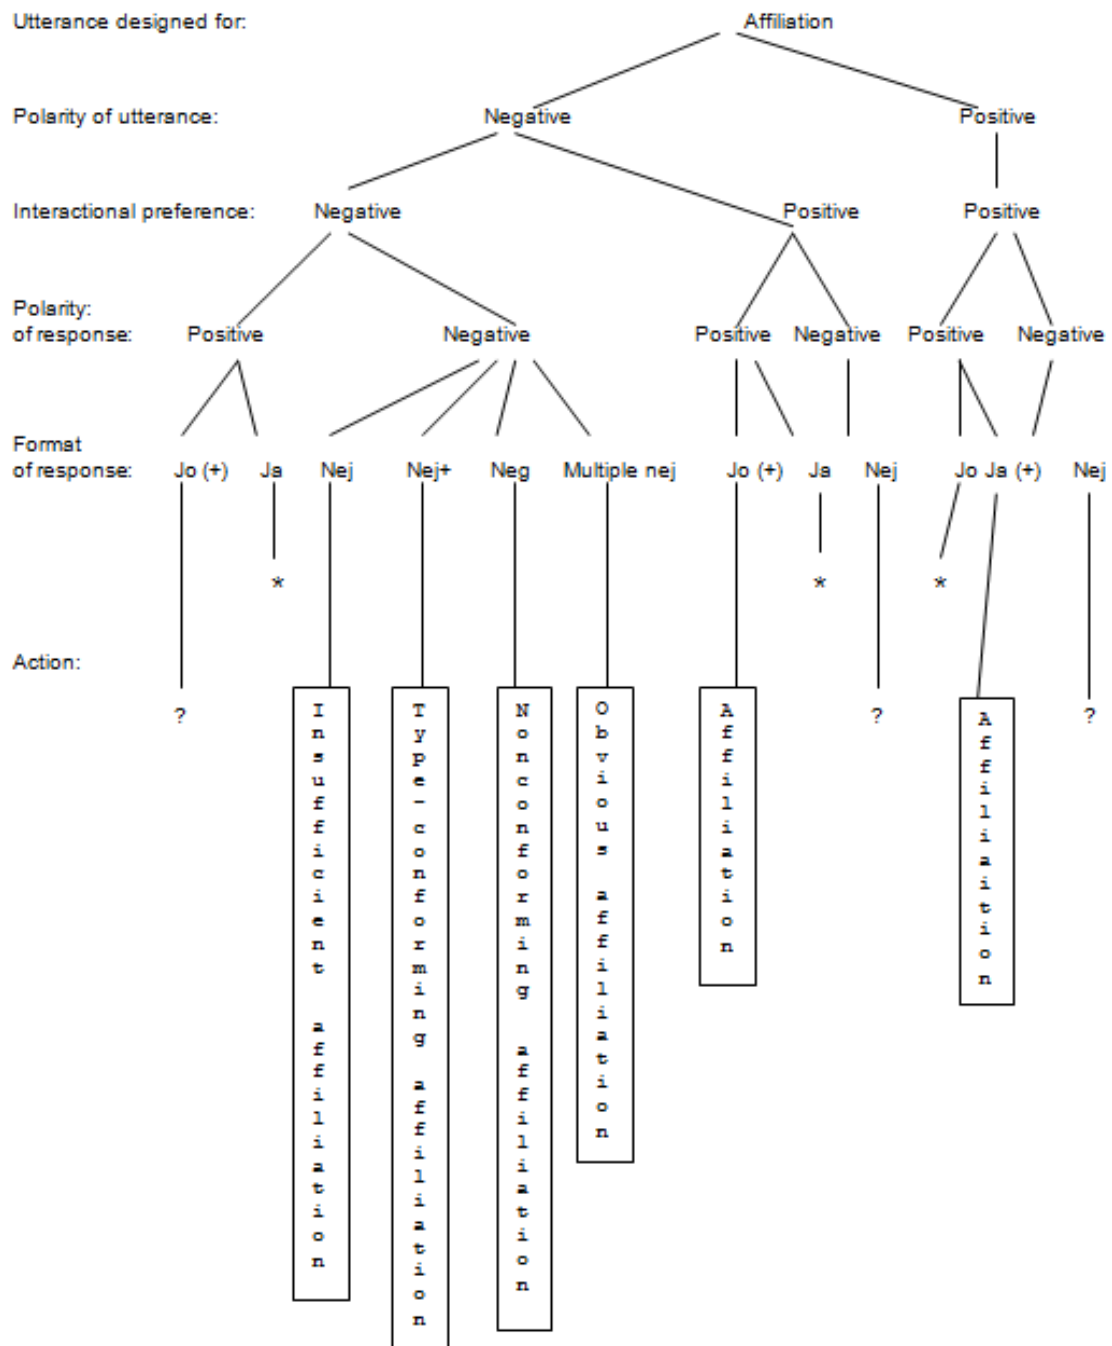 Utterance designed for: Affiliation
Polarity of utterance: Negative Positive
Interactional preference: Negative Positive Positive
Polarity:
of response: Positive Negative Positive Negative Positive Negative
Format
of response: Jo (+) Ja Nej Nej+ Neg Multiple nej Jo (+) Ja Nej Jo Ja (+) Nej
* * *
Action:
? Insufficient affiliation Type-conforming affiliation Nonconforming affiliation Obvious affiliation Affiliation ? Affiliaition ?